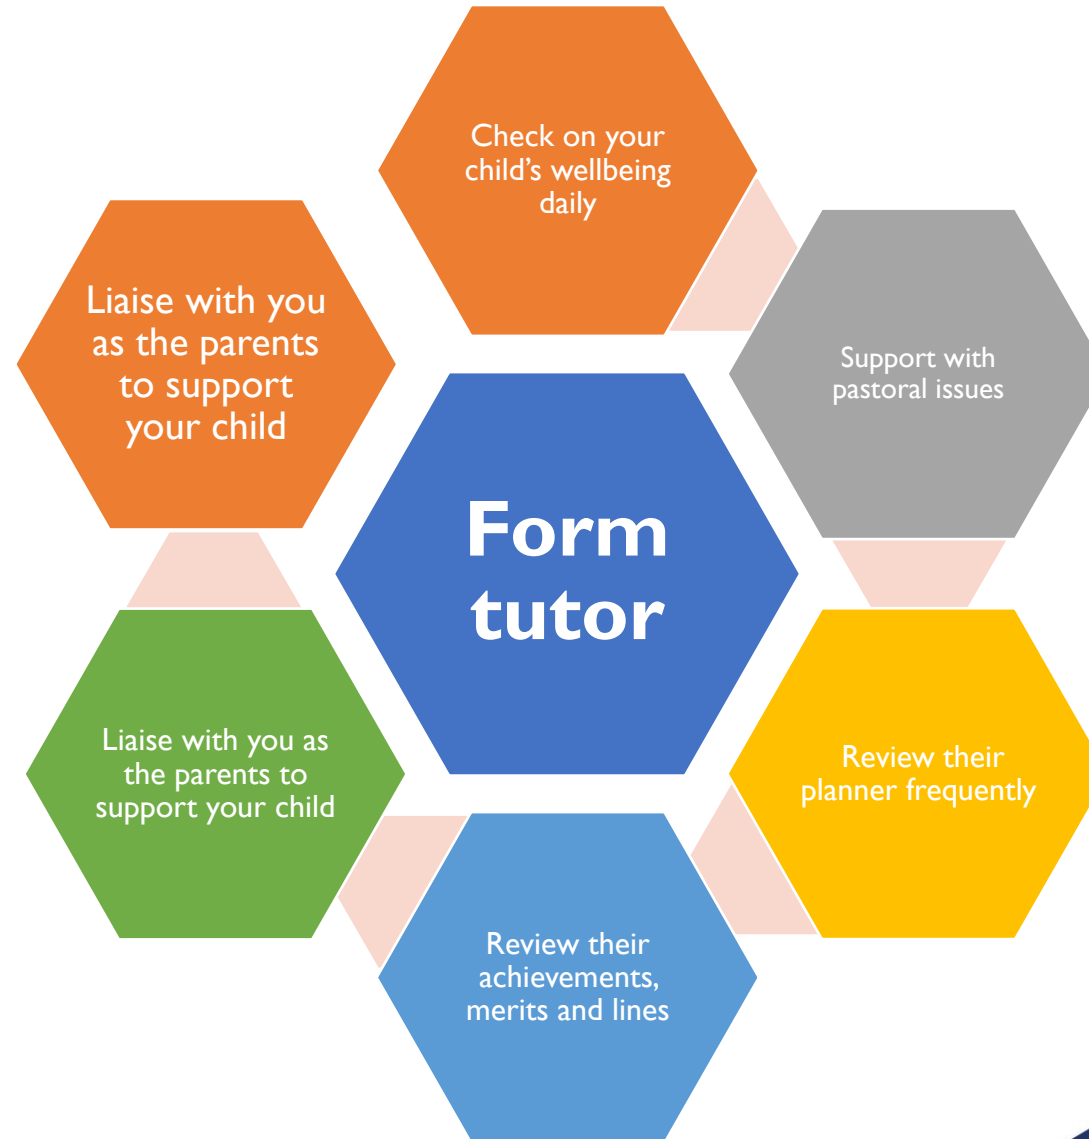 Check on your
child’s wellbeing
daily
Liaise with you
as the parents
to support
your child
Support with
pastoral issues
Form
tutor
Liaise with you as
the parents to
support your child
Review their
planner frequently
Review their
achievements,
merits and lines